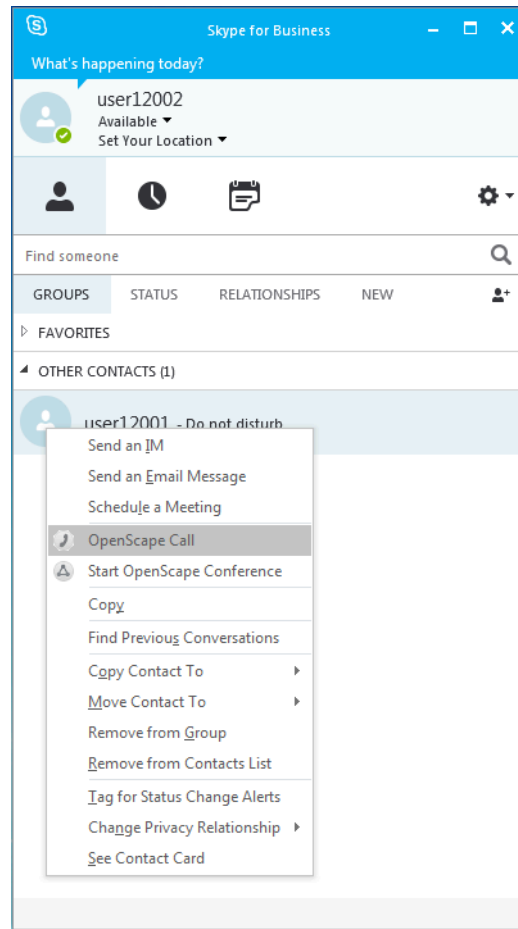 Skype for Business
What's happening today?
user12002
Available
Set Your Location
Find someone
GROUPS STATUS RELATIONSHIPS NEW
FAVORITES
OTHER CONTACTS (1)
user12001 - Do not disturb
Send an IM
Send an Email Message
Schedule a Meeting
OpenScape Call
Start OpenScape Conference
Copy
Find Previous Conversations
Copy Contact To
Move Contact To
Remove from Group
Remove from Contacts List
Tag for Status Change Alerts
Change Privacy Relationship
See Contact Card